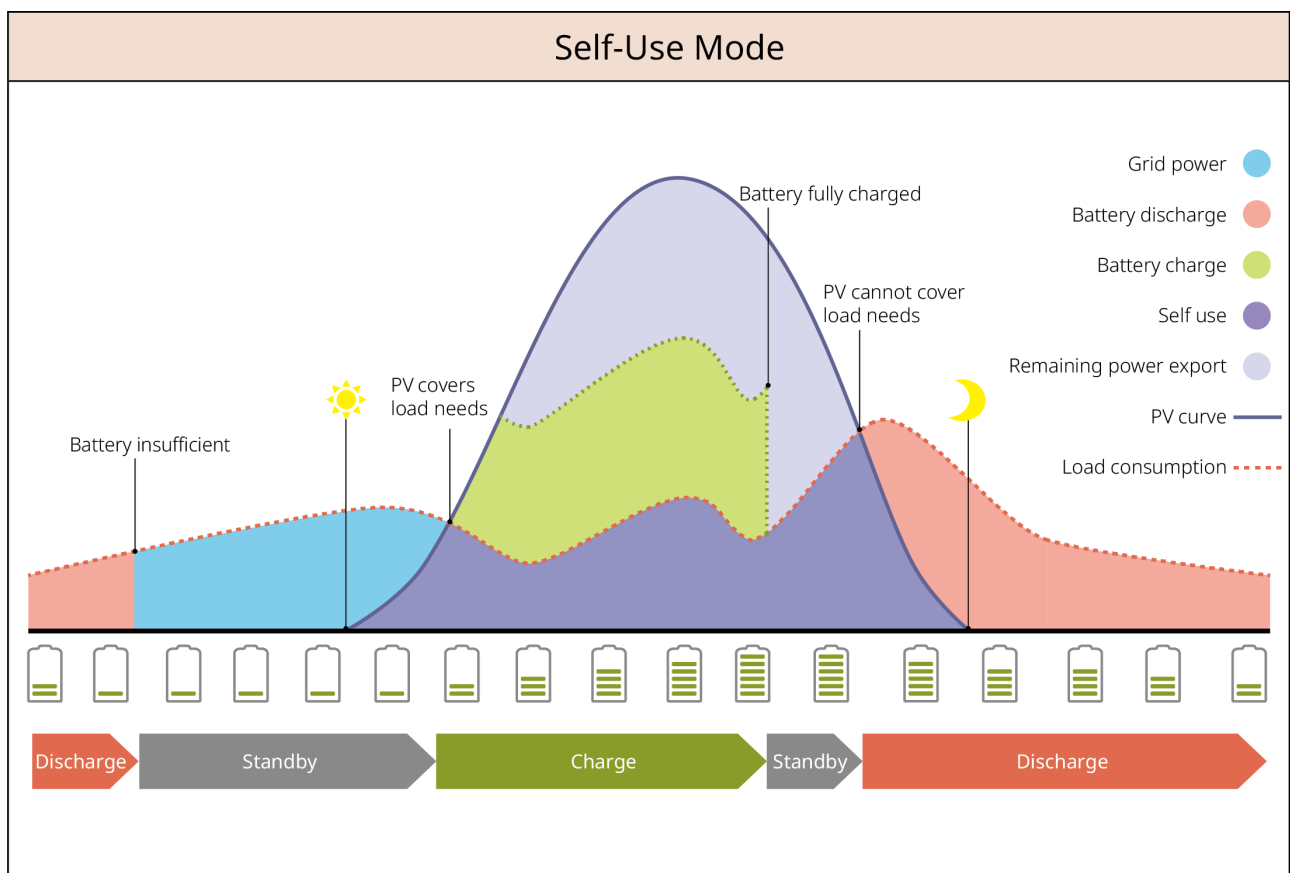 Self-Use Mode
Grid power
Battery fully charged
Battery discharge
Battery charge
PV cannot cover
load needs
Self use
Remaining power export
PV covers
load needs
PV curve
Battery insufficient
Load consumption
Discharge
Standby
Charge
Standby
Discharge